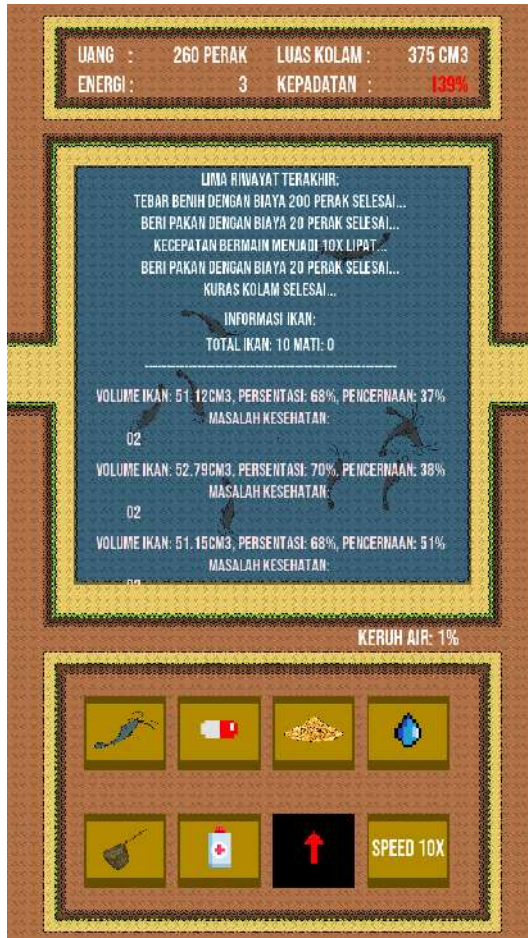 UANG : 260 PERAK LUAS KOLAM : 375 CM3
ENERGI : 3 KEPADATAN : 139%
LIMA RIWAYAT TERAKHIR:
TEBAR BENIH DENGAN BIAYA 200 PERAK SELESAI...
BERI PAKAN DENGAN BIAYA 20 PERAK SELESAI...
KECEPATAN BERMAIN MENJADI 10X LIPAT...
BERI PAKAN DENGAN BIAYA 20 PERAK SELESAI...
KURAS KOLAM SELESAI...
INFORMASI IKAN:
TOTAL IKAN: 10 MATI: 0
VOLUME IKAN: 51.12CM3, PERSENTASI: 68%, PENCERNAAN: 37%
MASALAH KESEHATAN:
02
VOLUME IKAN: 52.79CM3, PERSENTASI: 70%, PENCERNAAN: 38%
MASALAH KESEHATAN:
02
VOLUME IKAN: 51.15CM3, PERSENTASI: 68%, PENCERNAAN: 51%
MASALAH KESEHATAN:
KERUH AIR: 1%
SPEED 10X